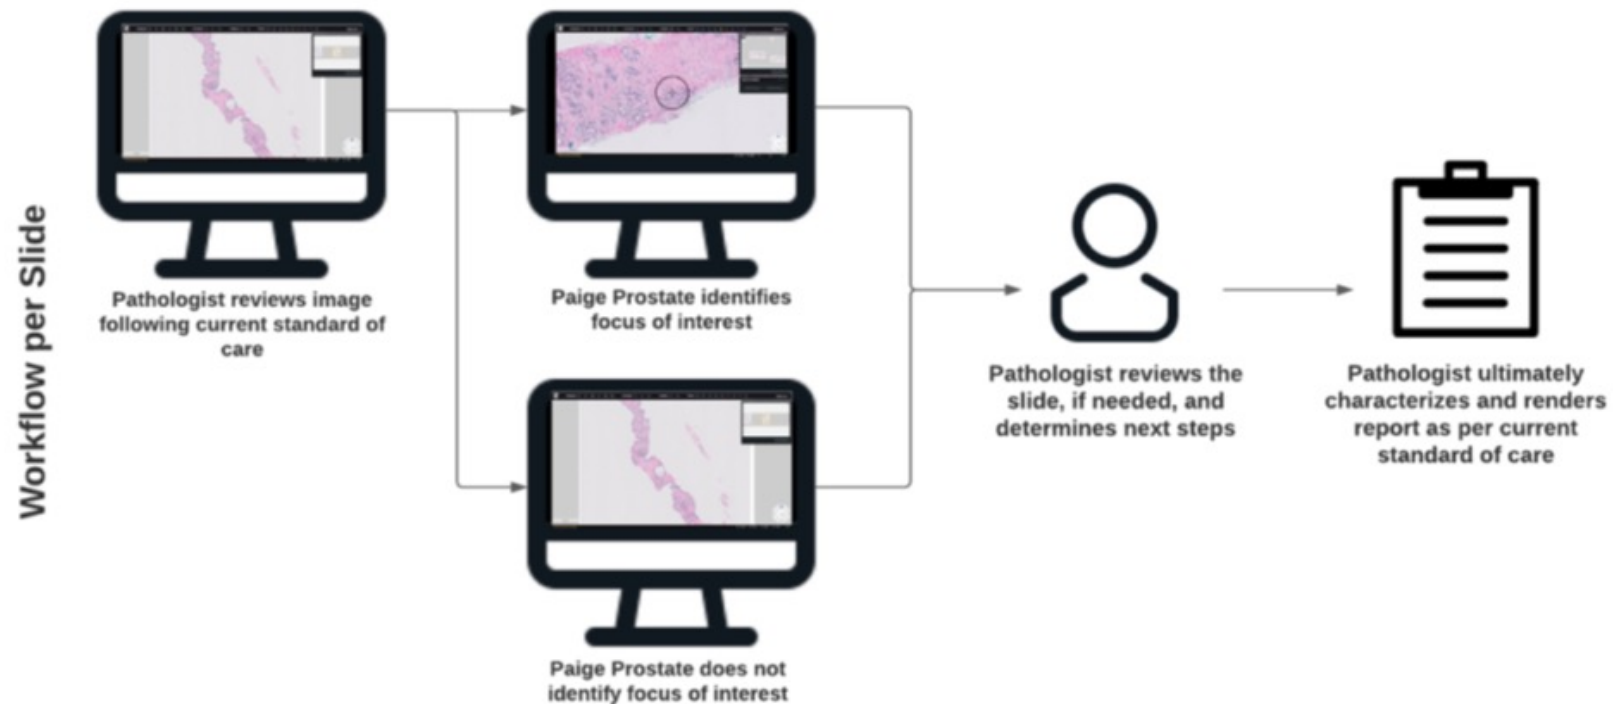 Workflow per Slide
Pathologist reviews image
following current standard of
care
Paige Prostate identifies
focus of interest
Paige Prostate does not
identify focus of interest
Pathologist reviews the
slide, if needed, and
determines next steps
Pathologist ultimately
characterizes and renders
report as per current
standard of care